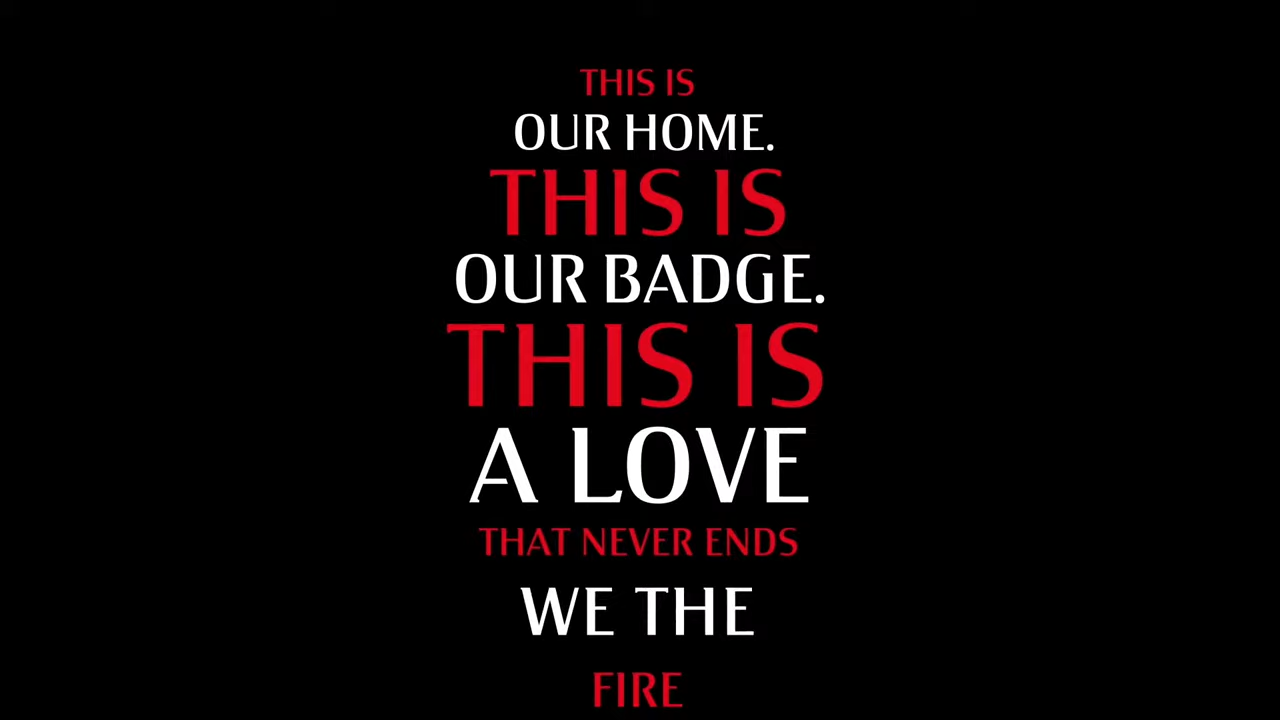 THIS IS
OUR HOME.
THIS IS
OUR BADGE.
THIS IS
A LOVE
THAT NEVER ENDS
WE THE
FIRE